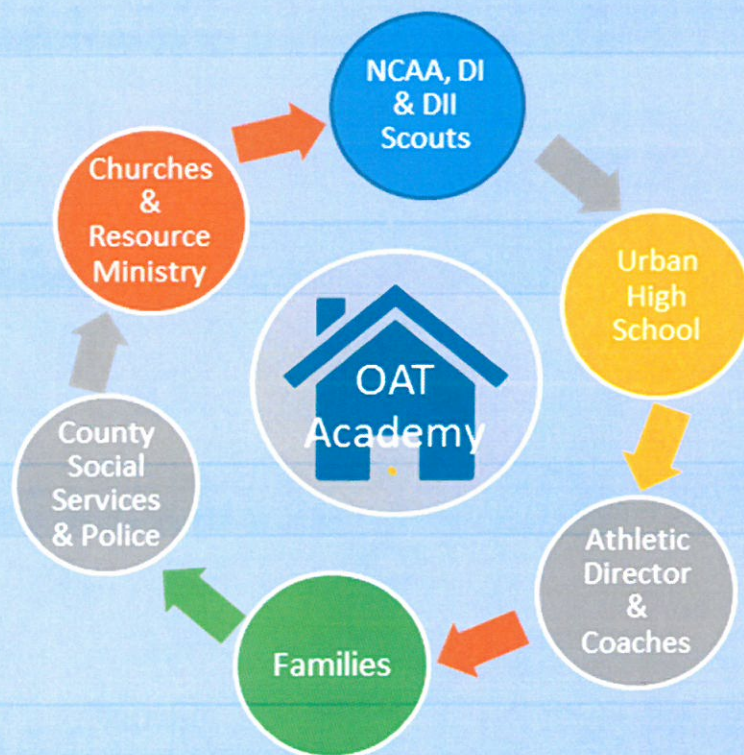 NCAA, DI
& DII
Scouts
Urban
High
School
Athletic
Director
&
Coaches
Families
County
Social
Services
& Police
Churches
&
Resource
Ministry
OAT
Academy